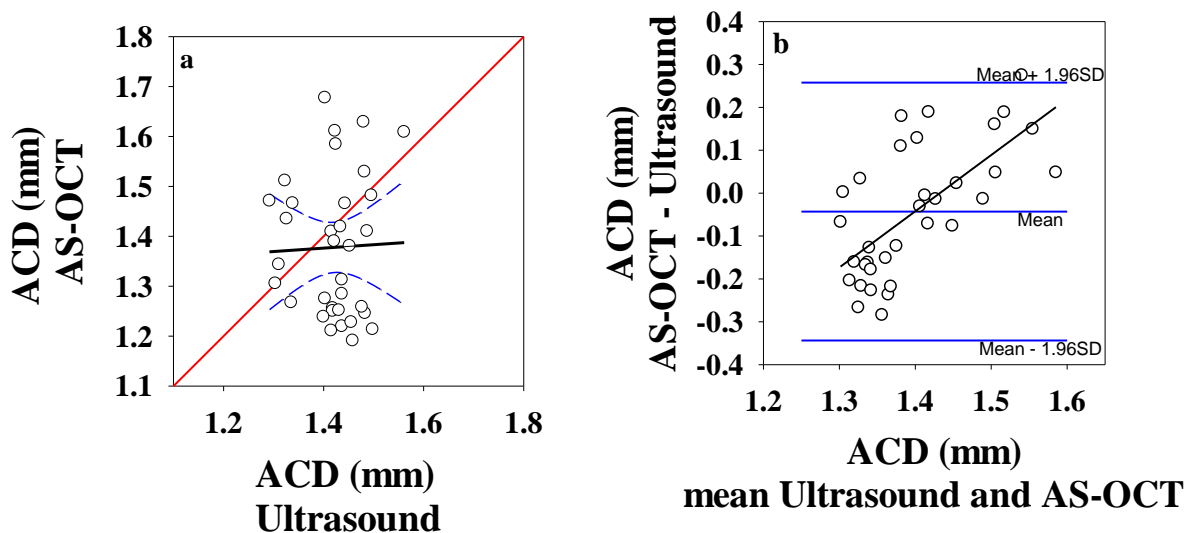 a
1.8
1.7
1.6
1.5
1.4
1.3
1.2
1.1
ACD (mm)
AS-OCT
1.2 1.4 1.6 1.8
ACD (mm)
Ultrasound
b
0.4
0.3
0.2
0.1
0.0
-0.1
-0.2
-0.3
-0.4
ACD (mm)
AS-OCT - Ultrasound
Mean + 1.96SD
Mean
Mean - 1.96SD
1.2 1.3 1.4 1.5 1.6
ACD (mm)
mean Ultrasound and AS-OCT